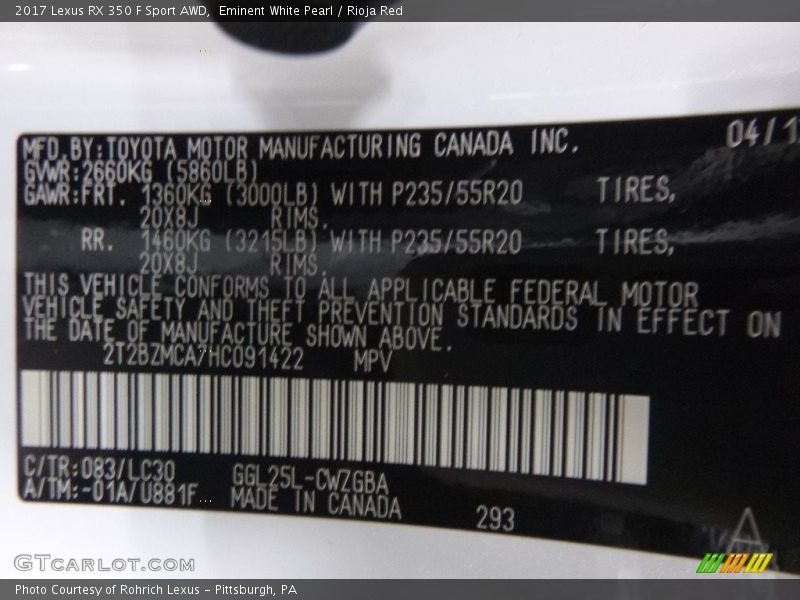 2017 Lexus RX 350 F Sport AWD,  Eminent White Pearl / Rioja Red
MFD.BY:TOYOTA MOTOR MANUFACTURING CANADA INC. 04/1
GVWR:2660KG (5860LB)
GAWR:FRT. 1360KG (3000LB) WITH P235/55R20 TIRES,
20X8J RIMS.
RR. 1460KG (3215LB) WITH P235/55R20 TIRES,
20X8J RIMS.
THIS VEHICLE CONFORMS TO ALL APPLICABLE FEDERAL MOTOR
VEHICLE SAFETY AND THEFT PREVENTION STANDARDS IN EFFECT ON
THE DATE OF MANUFACTURE SHOWN ABOVE.
2T2BZMCA7HC091422 MPV
C/TR:083/LC30 GGL25L-CWZGBA
A/TM:-01A/U881F MADE IN CANADA
293
GTcarlot.com
Photo Courtesy of Rohrich Lexus – Pittsburgh, PA